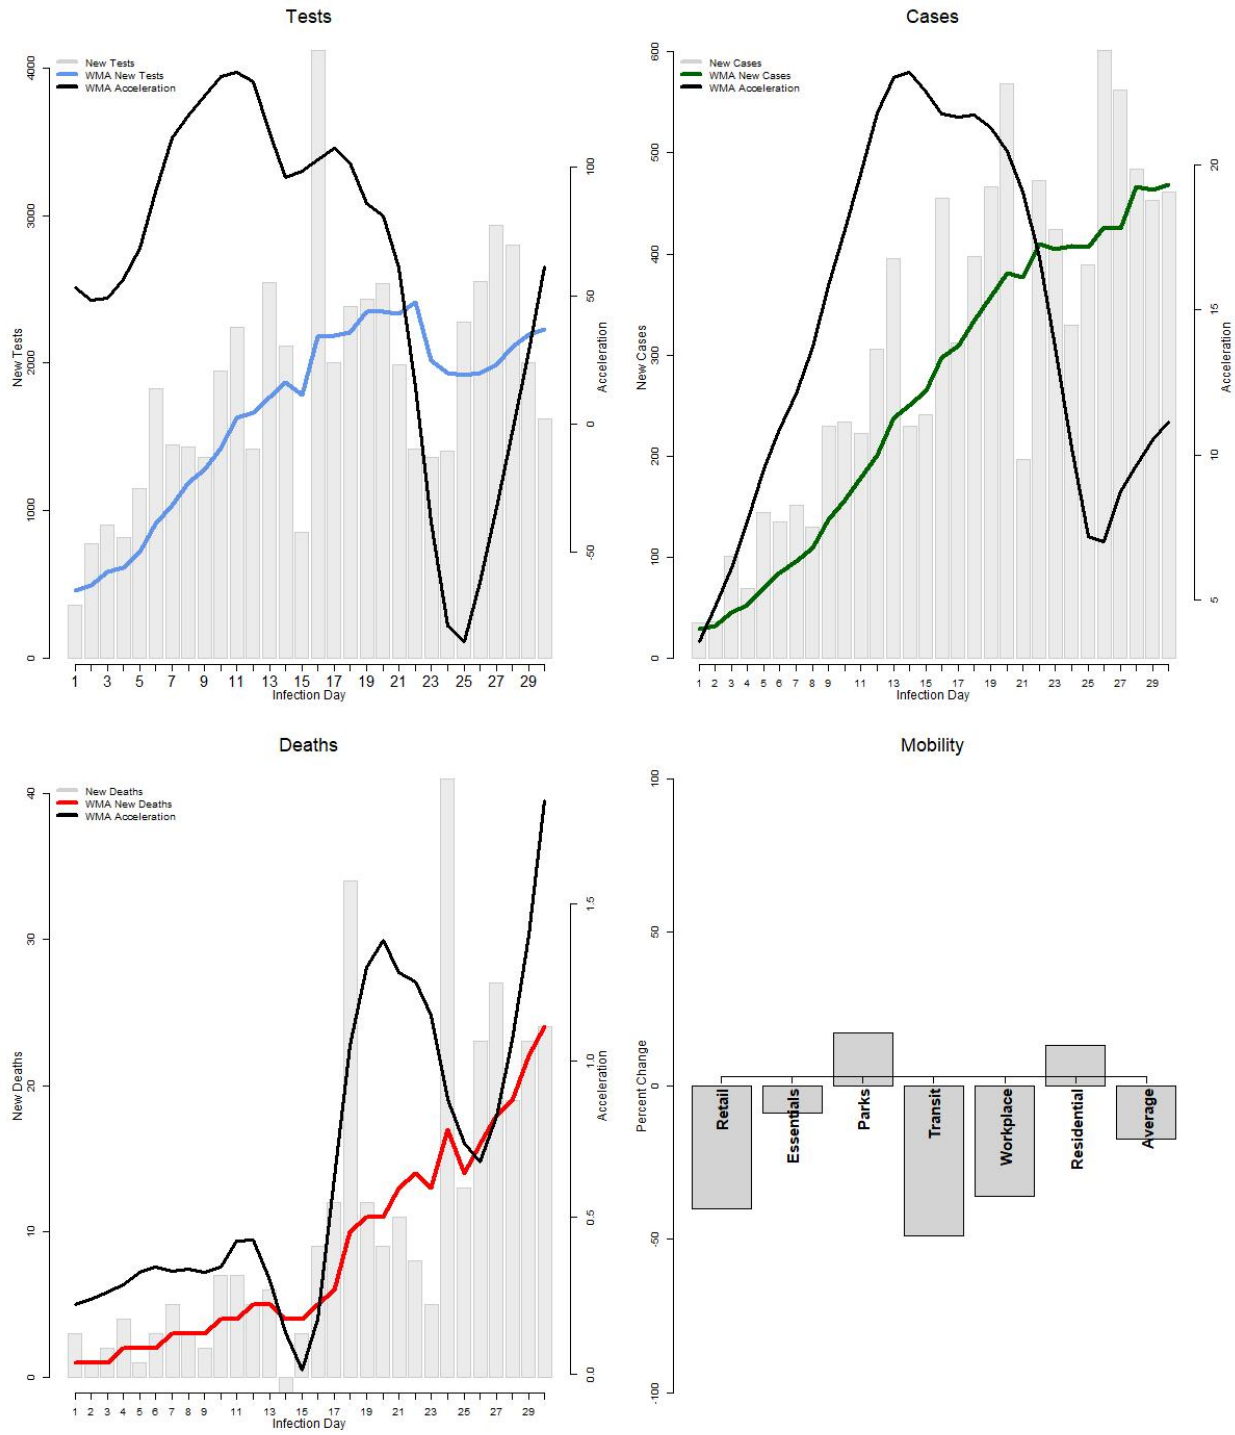 Tests
New Tests
WMA New Tests
WMA Acceleration
4000
3000
2000
1000
0
New Tests
100
50
0
-50
Acceleration
1 3 5 7 9 11 13 15 17 19 21 23 25 27 29
Infection Day
Cases
New Cases
WMA New Cases
WMA Acceleration
600
500
400
300
200
100
0
New Cases
20
15
10
5
Acceleration
1 2 3 4 5 6 7 8 9 11 13 15 17 19 21 23 25 27 29
Infection Day
Deaths
New Deaths
WMA New Deaths
WMA Acceleration
40
30
20
10
0
New Deaths
1.5
1.0
0.5
0.0
Acceleration
1 2 3 4 5 6 7 8 9 11 13 15 17 19 21 23 25 27 29
Infection Day
Mobility
100
50
0
-50
-100
Percent Change
Retail
Essentials
Parks
Transit
Workplace
Residential
Average